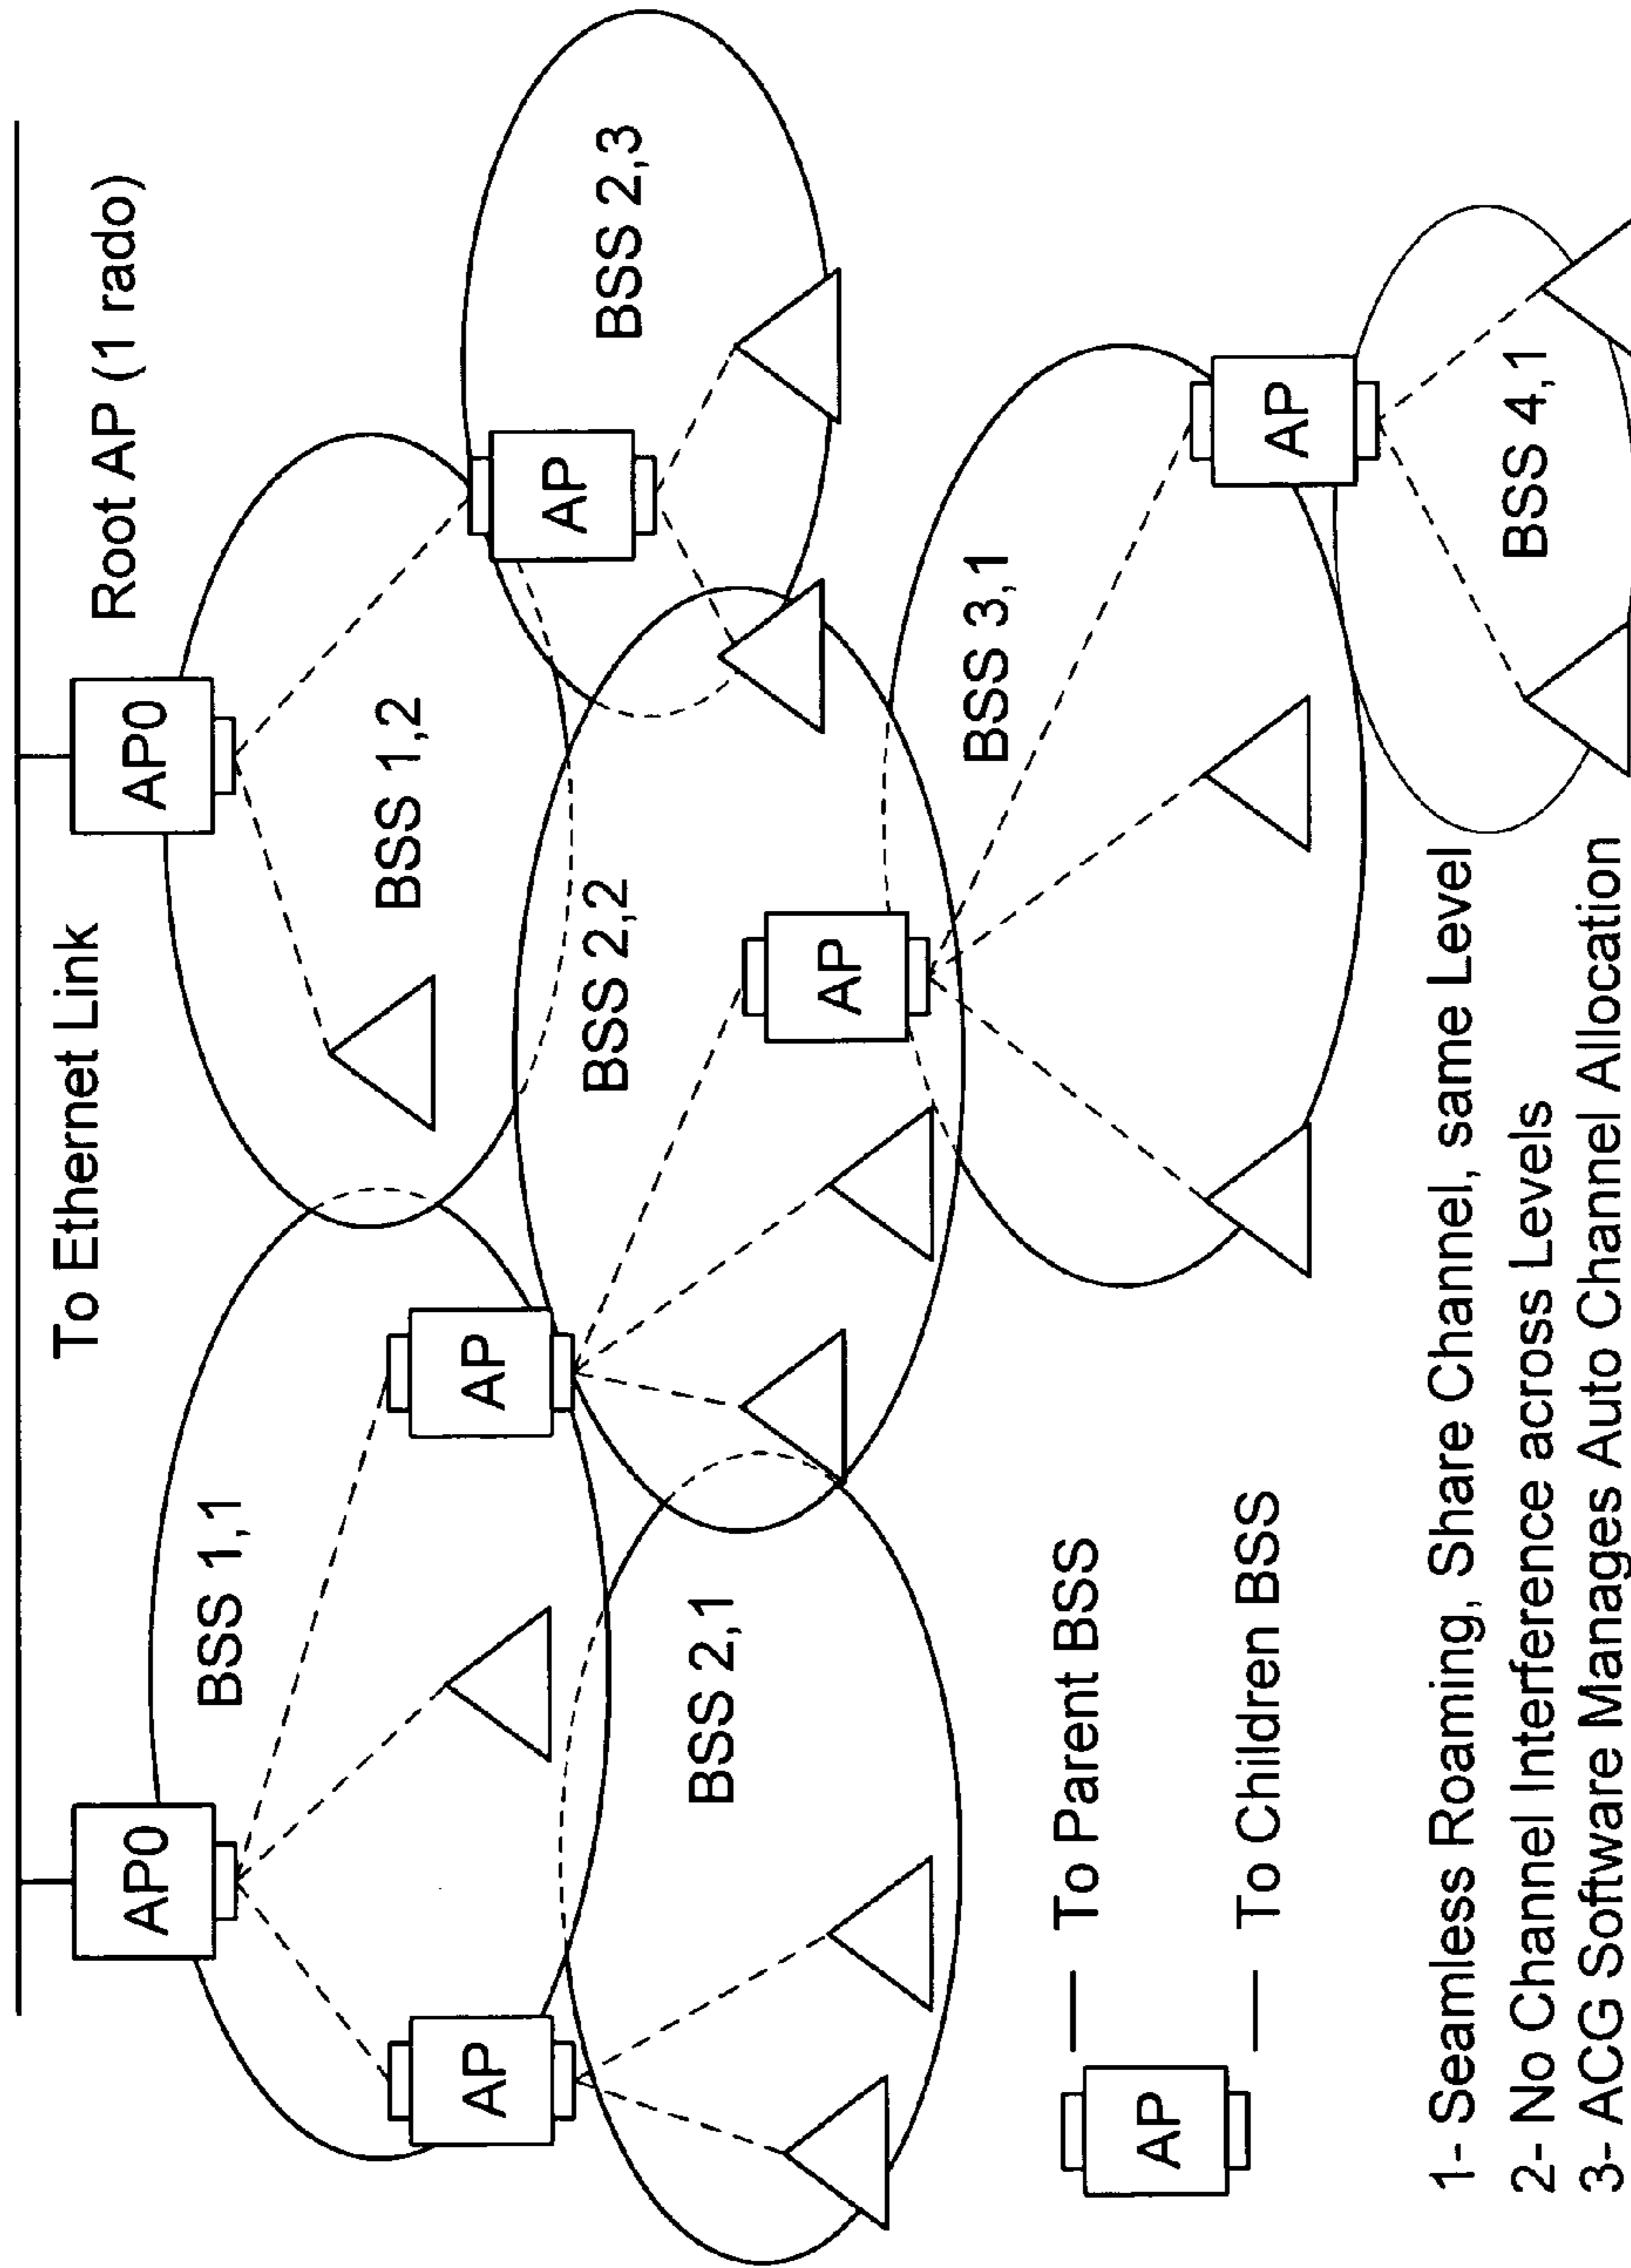 To Ethernet Link
Root AP (1 rado)
AP0
AP0
BSS 1,1
BSS 1,2
AP
AP
AP
BSS 2,3
BSS 2,1
BSS 2,2
AP
BSS 3,1
AP
BSS 4,1
To Parent BSS
AP
To Children BSS
1- Seamless Roaming, Share Channel, same Level
2- No Channel Interference across Levels
3- ACG Software Manages Auto Channel Allocation